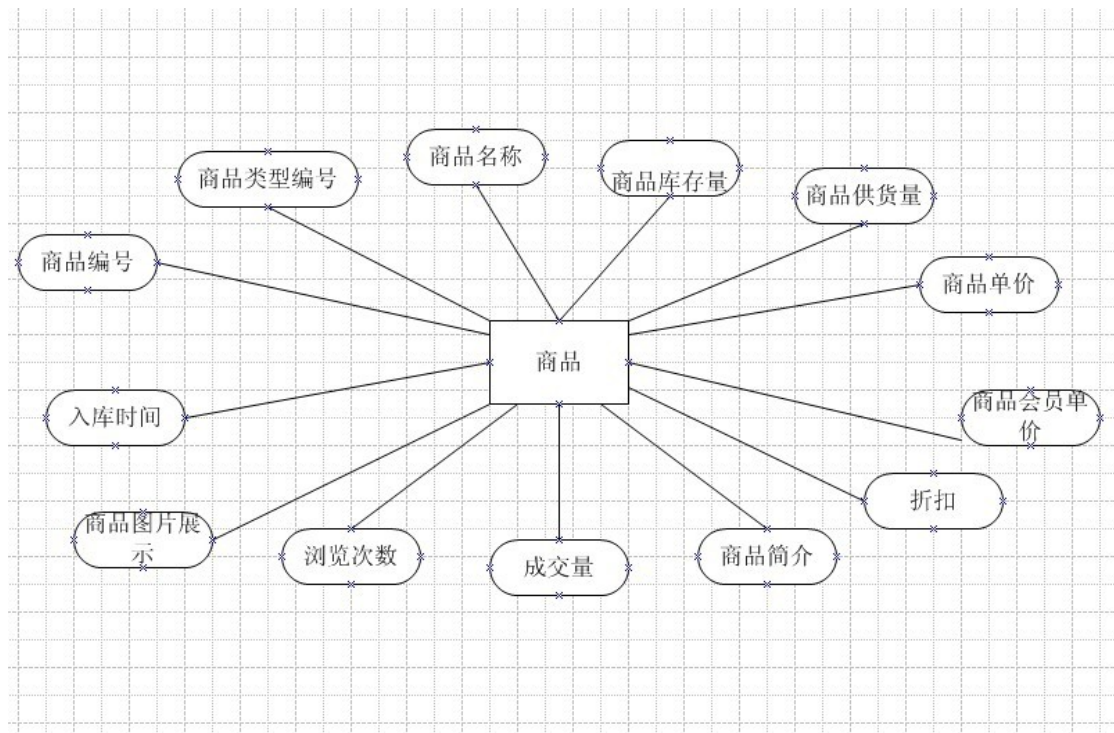 商品名称
商品类型编号
商品库存量
商品供货量
商品编号
商品单价
商品
入库时间
商品会员单
价
折扣
商品图片展
示
浏览次数
成交量
商品简介